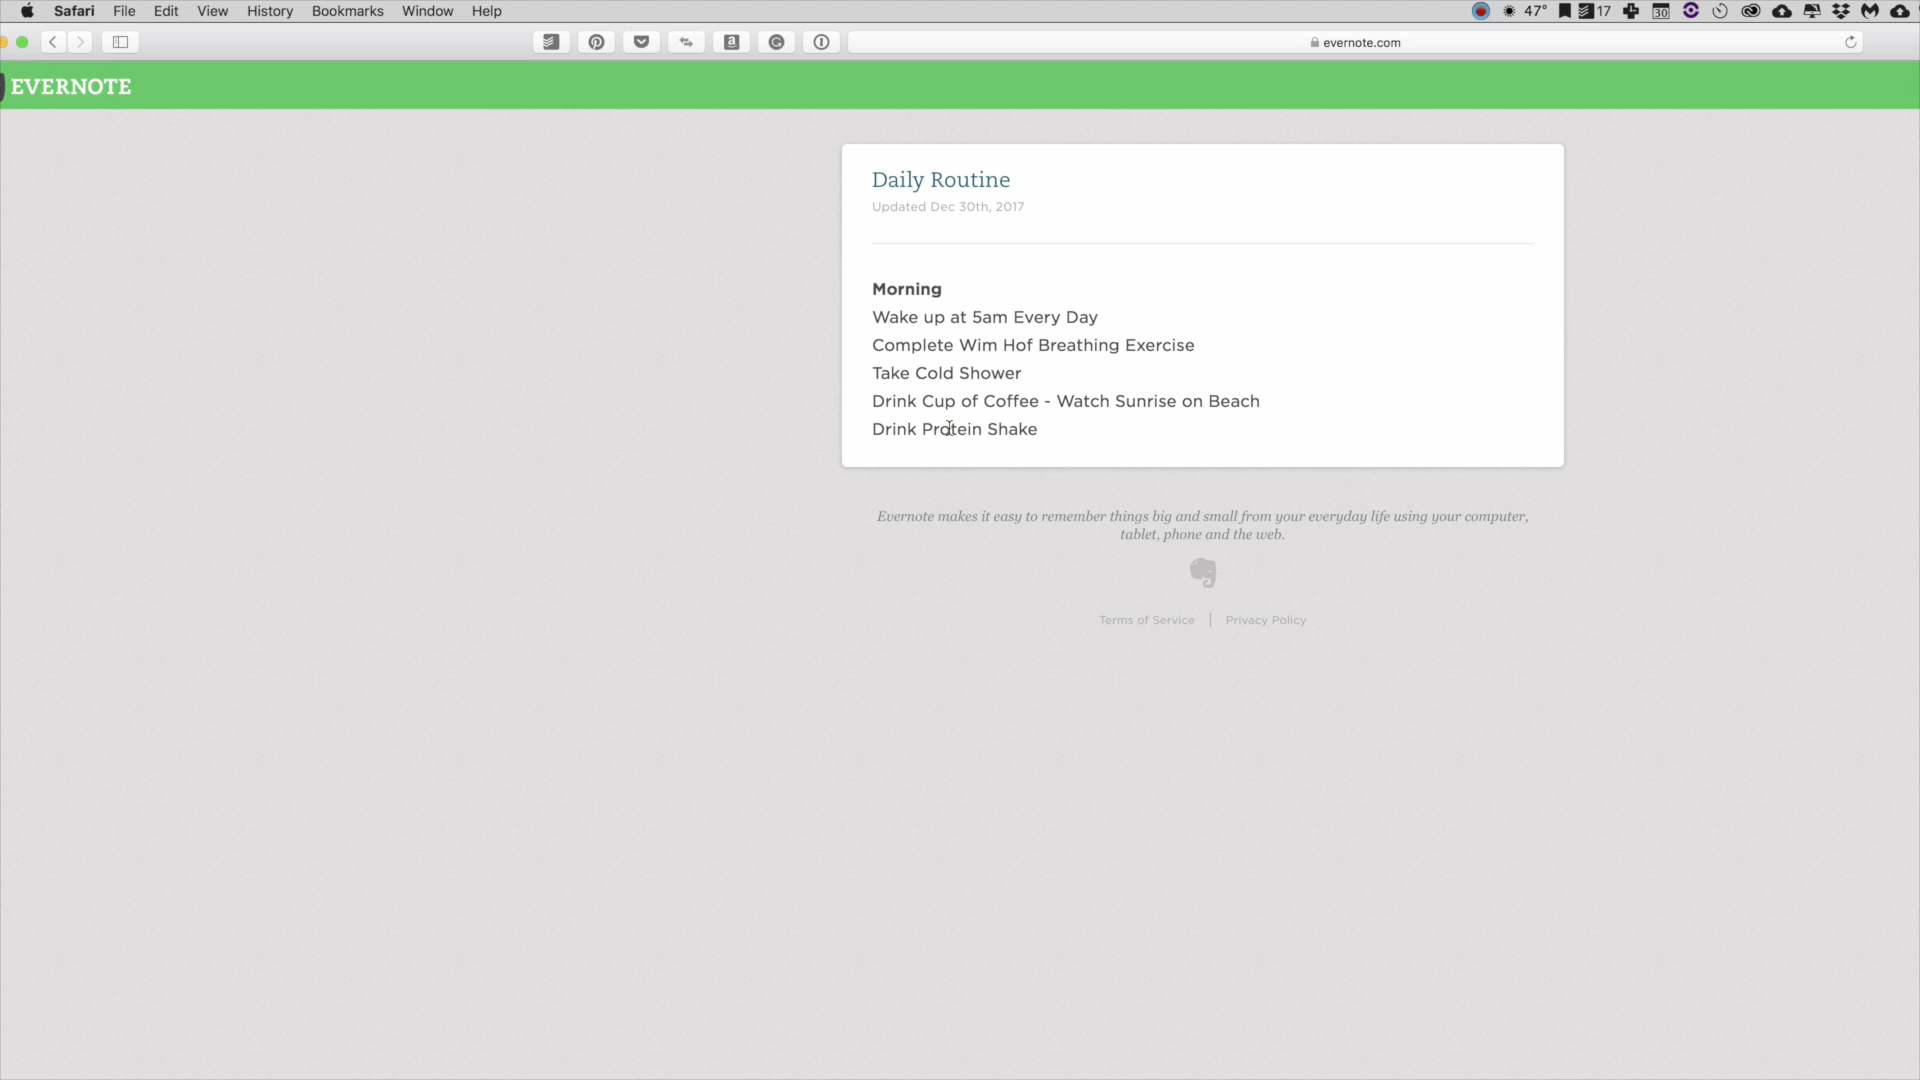 Safari File Edit View History Bookmarks Window Help
47° 17 30
evernote.com
EVERNOTE
Daily Routine
Updated Dec 30th, 2017
Morning
Wake up at 5am Every Day
Complete Wim Hof Breathing Exercise
Take Cold Shower
Drink Cup of Coffee - Watch Sunrise on Beach
Drink Protein Shake
Evernote makes it easy to remember things big and small from your everyday life using your computer,
tablet, phone and the web.
Terms of Service | Privacy Policy